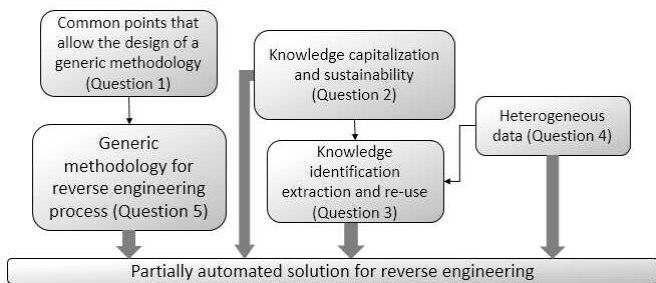 Common points that
allow the design of a
generic methodology
(Question 1)
Knowledge capitalization
and sustainability
(Question 2)
Heterogeneous
data (Question 4)
Generic
methodology for
reverse engineering
process (Question 5)
Knowledge
identification
extraction and re-use
(Question 3)
Partially automated solution for reverse engineering